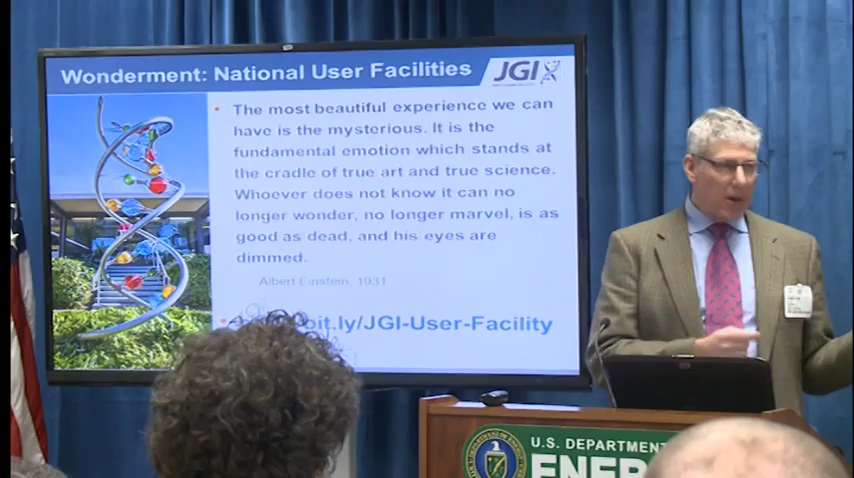 Wonderment: National User Facilities
JGI
• The most beautiful experience we can
have is the mysterious. It is the
fundamental emotion which stands at
the cradle of true art and true science.
Whoever does not know it can no
longer wonder, no longer marvel, is as
good as dead, and his eyes are
dimmed.
Albert Einstein, 1931
bit.ly/JGI-User-Facility
U.S. DEPARTMENT
ENER